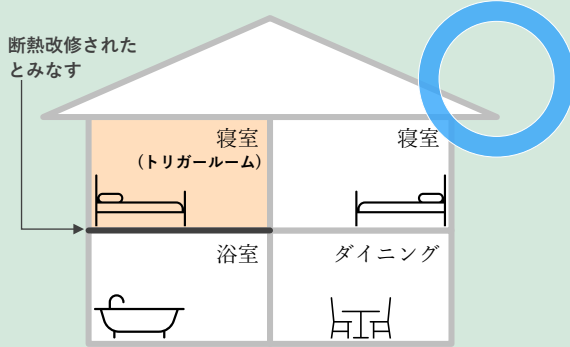 断熱改修された
とみなす
寝室
(トリガールーム)
寝室
浴室
ダイニング